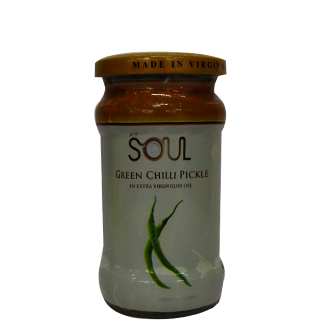 MADE IN VIRGIN
SOUL
GREEN CHILLI PICKLE
IN EXTRA VIRGIN OLIVE OIL